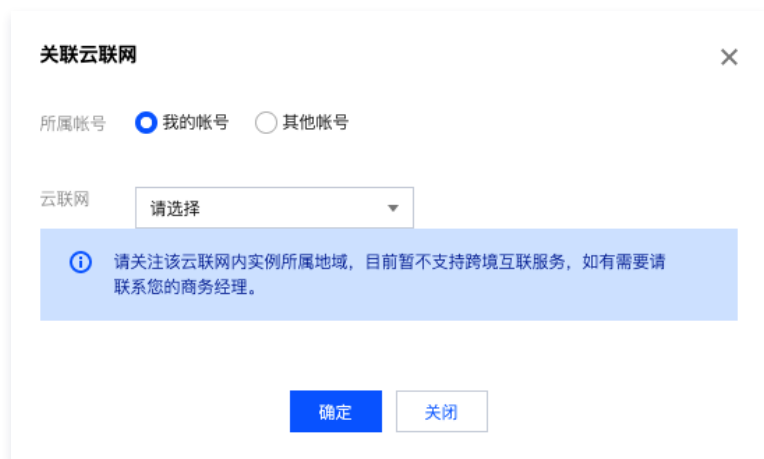 关联云联网
所属帐号 我的帐号 其他帐号
云联网 请选择
请关注该云联网内实例所属地域，目前暂不支持跨境互联服务，如有需要请
联系您的商务经理。
确定 关闭